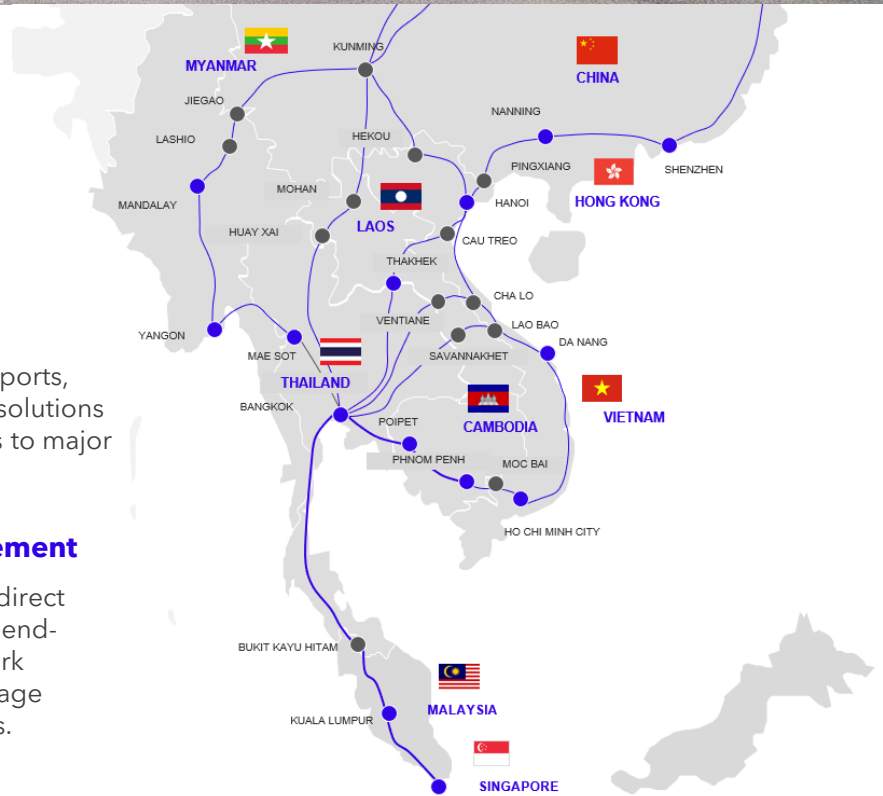 KUNMING
MYANMAR
CHINA
JIEGAO
NANNING
HEKOU
LASHIO
PINGXIANG
SHENZHEN
MOHAN
HANOI
HONG KONG
MANDALAY
LAOS
HUAY XAI
CAU TREO
THAKHEK
CHA LO
VENTIANE
LAO BAO
YANGON
DA NANG
MAE SOT
SAVANNAKHET
ports,
THAILAND
solutions
BANGKOK
VIETNAM
POIPET
CAMBODIA
s to major
PHNOM PENH
MOC BAI
HO CHI MINH CITY
ement
direct
end-
BUKIT KAYU HITAM
rk
age
MALAYSIA
KUALA LUMPUR
s.
SINGAPORE